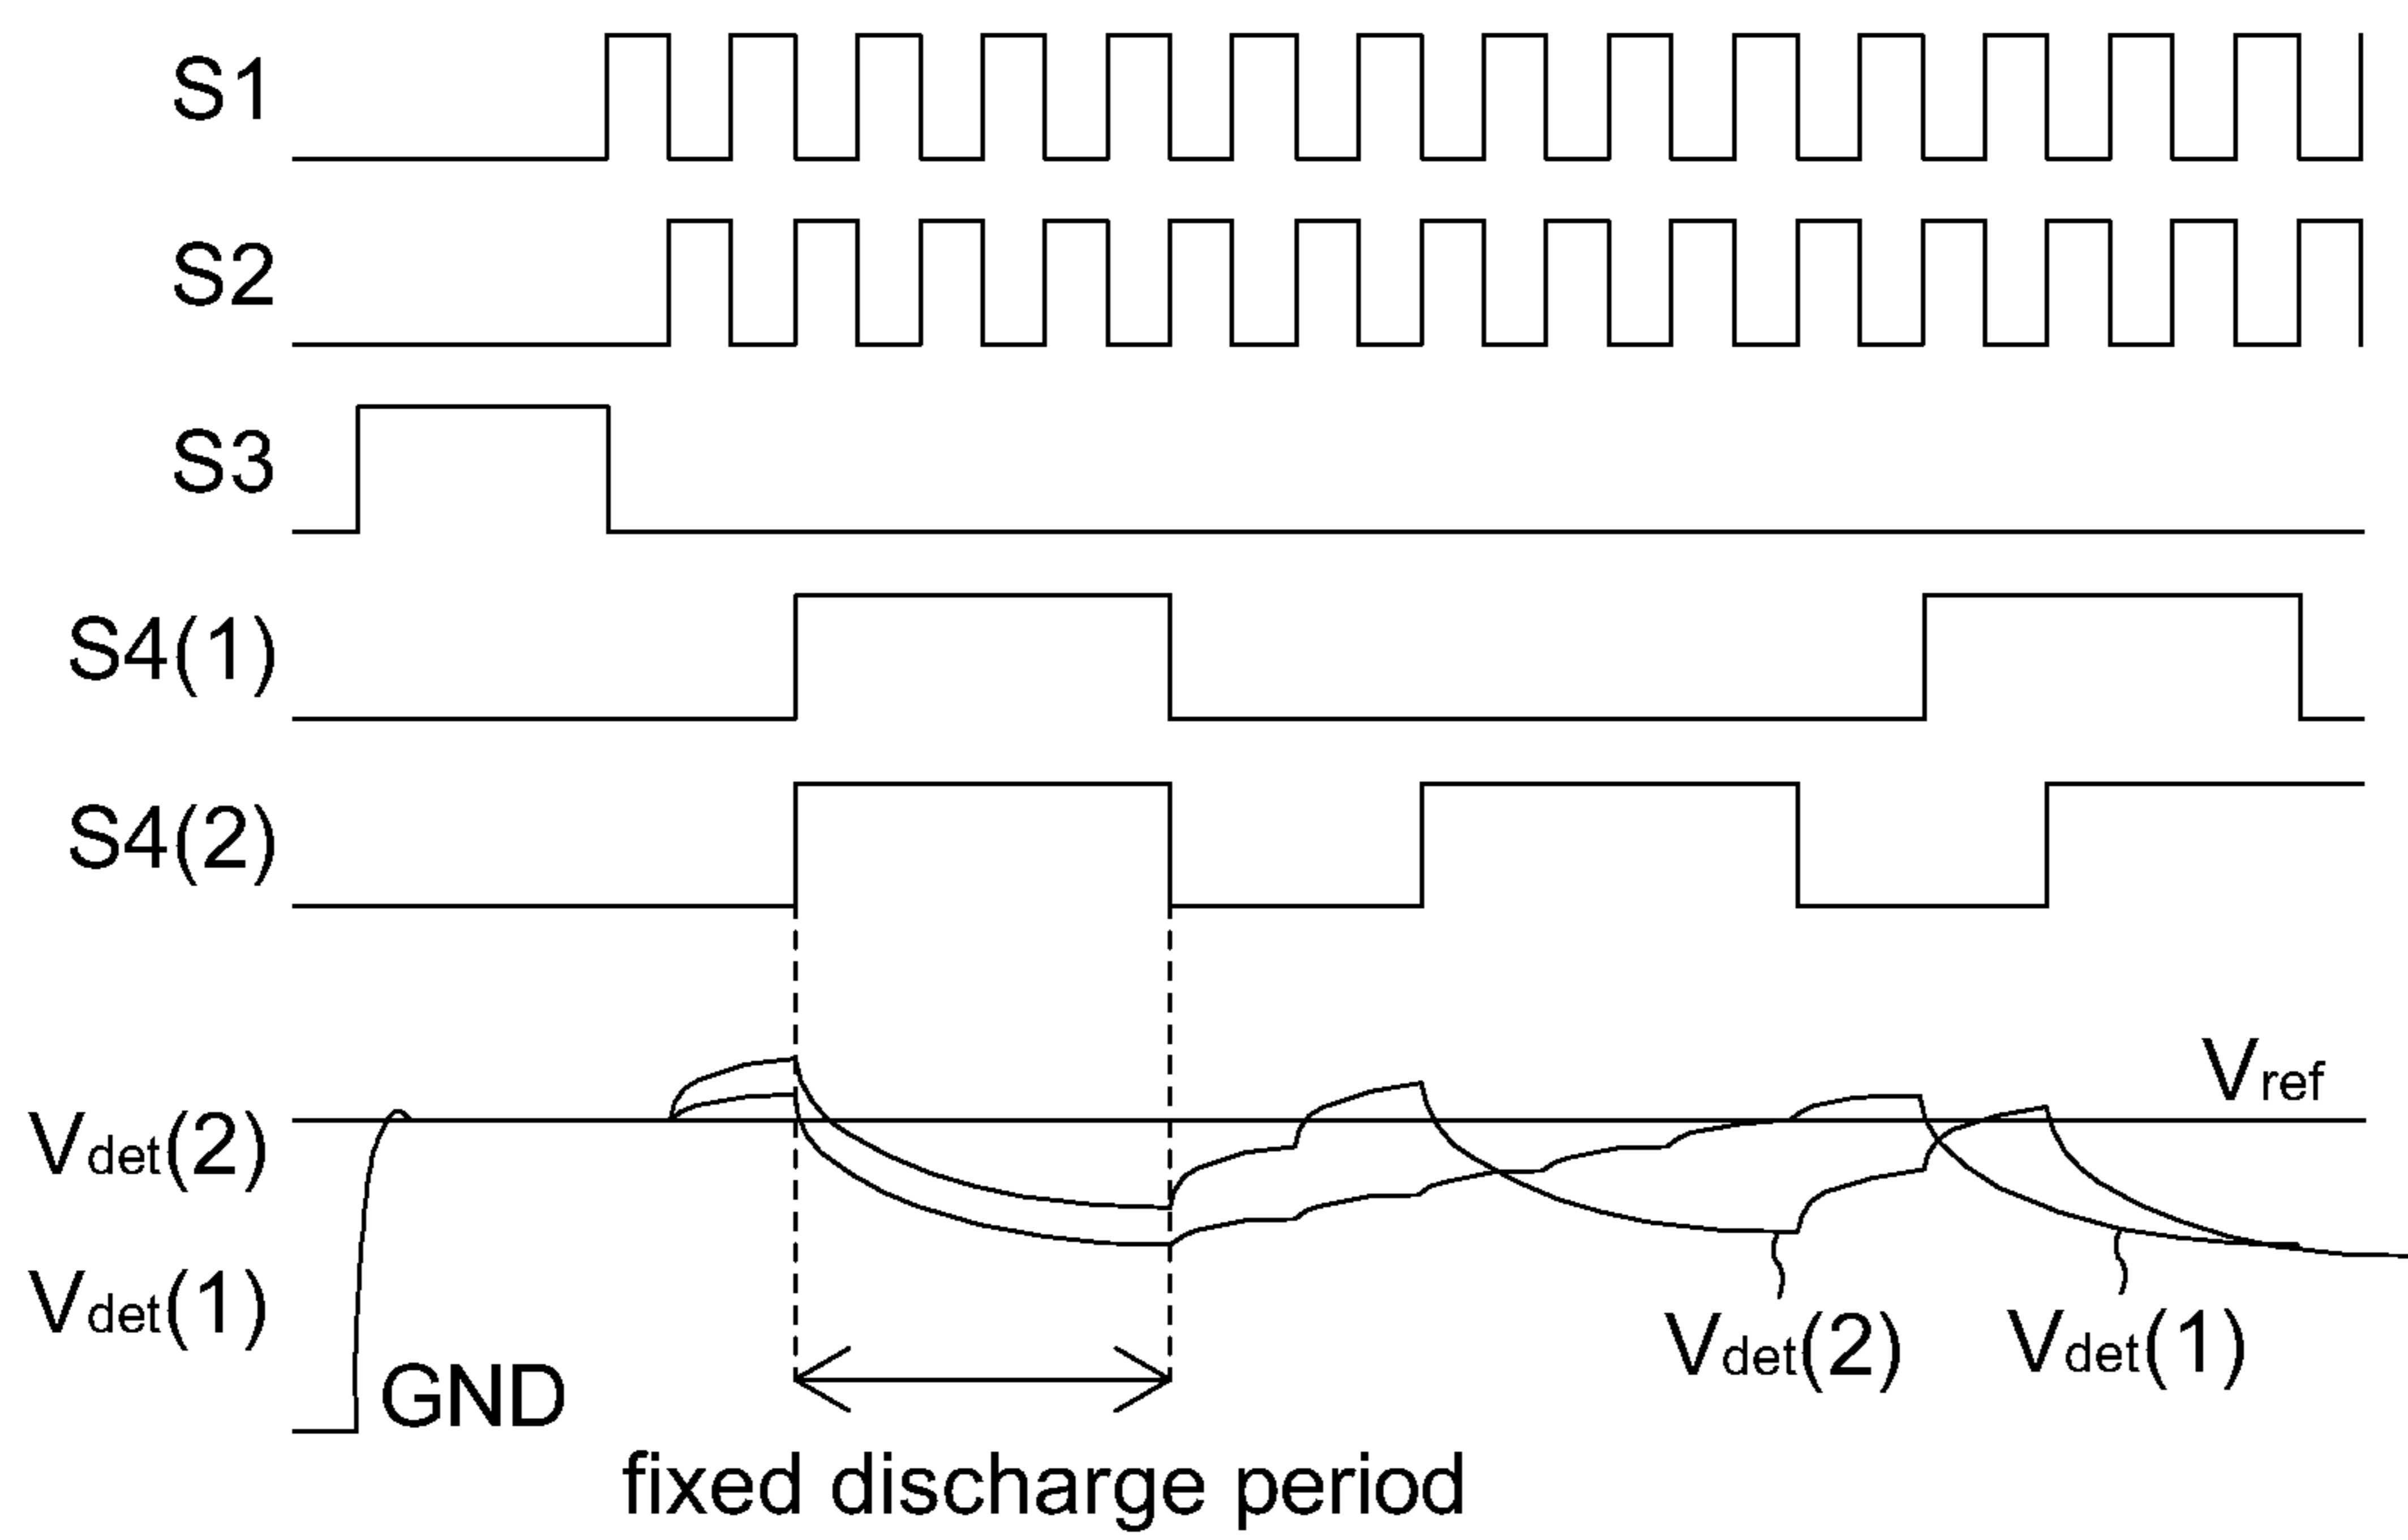 S1
S2
S3
S4(1)
S4(2)
Vref
Vdet(2)
Vdet(1)
Vdet(2)
Vdet(1)
GND
fixed discharge period